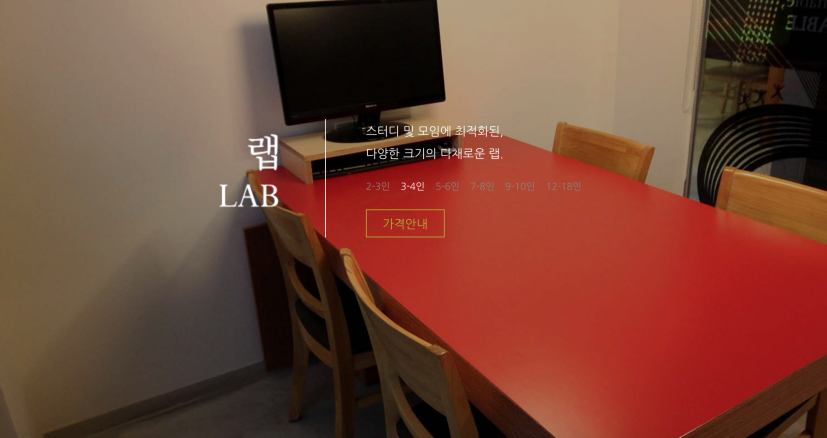 랩
LAB
스터디 및 모임에 최적화된,
다양한 크기의 다채로운 랩.
2-3인 3-4인 5-6인 7-8인 9-10인 12-18인
가격안내